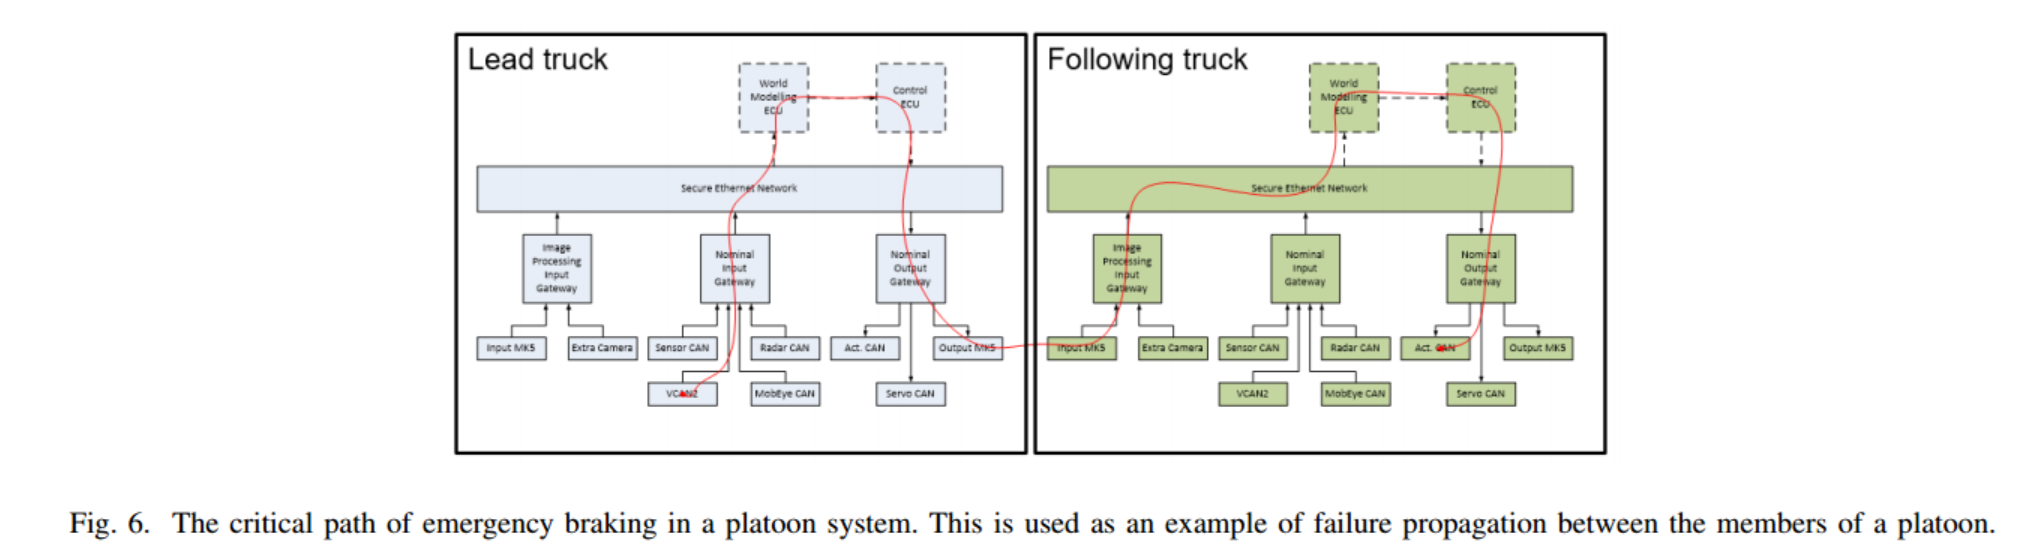 Lead truck
World
Modelling
ECU
Control
ECU
Secure Ethernet Network
Image
Processing
Input
Gateway
Nominal
Input
Gateway
Nominal
Output
Gateway
Input MK5
Extra Camera
Sensor CAN
Radar CAN
Act. CAN
Output MK5
VCAN2
MobEye CAN
Servo CAN
Following truck
World
Modelling
ECU
Control
ECU
Secure Ethernet Network
Image
Processing
Input
Gateway
Nominal
Input
Gateway
Nominal
Output
Gateway
Input MK5
Extra Camera
Sensor CAN
Radar CAN
Act. CAN
Output MK5
VCAN2
MobEye CAN
Servo CAN
Fig. 6. The critical path of emergency braking in a platoon system. This is used as an example of failure propagation between the members of a platoon.